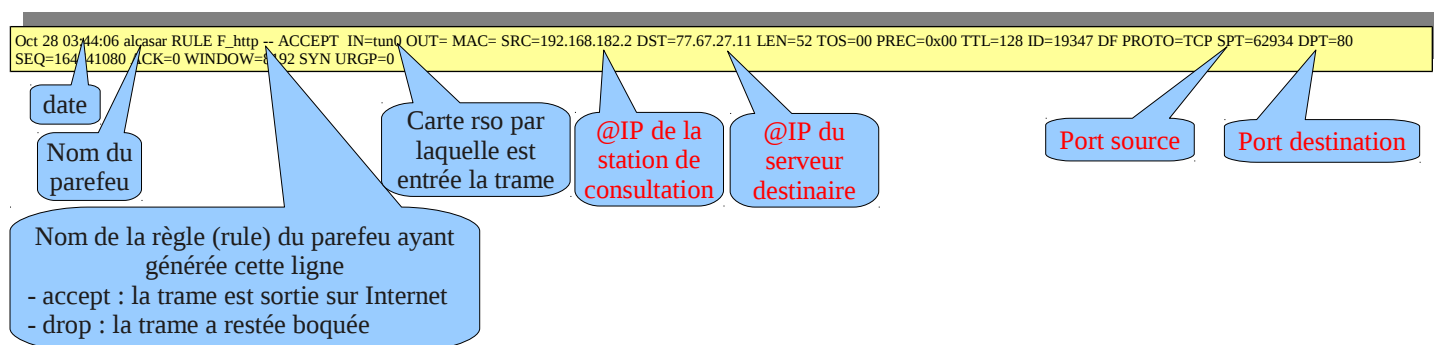 Oct 28 03:44:06 alcasar RULE F_http -- ACCEPT IN=tun0 OUT= MAC= SRC=192.168.182.2 DST=77.67.27.11 LEN=52 TOS=00 PREC=0x00 TTL=128 ID=19347 DF PROTO=TCP SPT=62934 DPT=80
ACK=0 WINDOW=8192 SYN URGP=0
date
Nom du
parefeu
Carte rso par
laquelle est
entrée la trame
@IP de la
station de
consultation
@IP du
serveur
destinaire
Port source
Port destination
Nom de la règle (rule) du parefeu ayant
générée cette ligne
- accept : la trame est sortie sur Internet
- drop : la trame a restée boquée